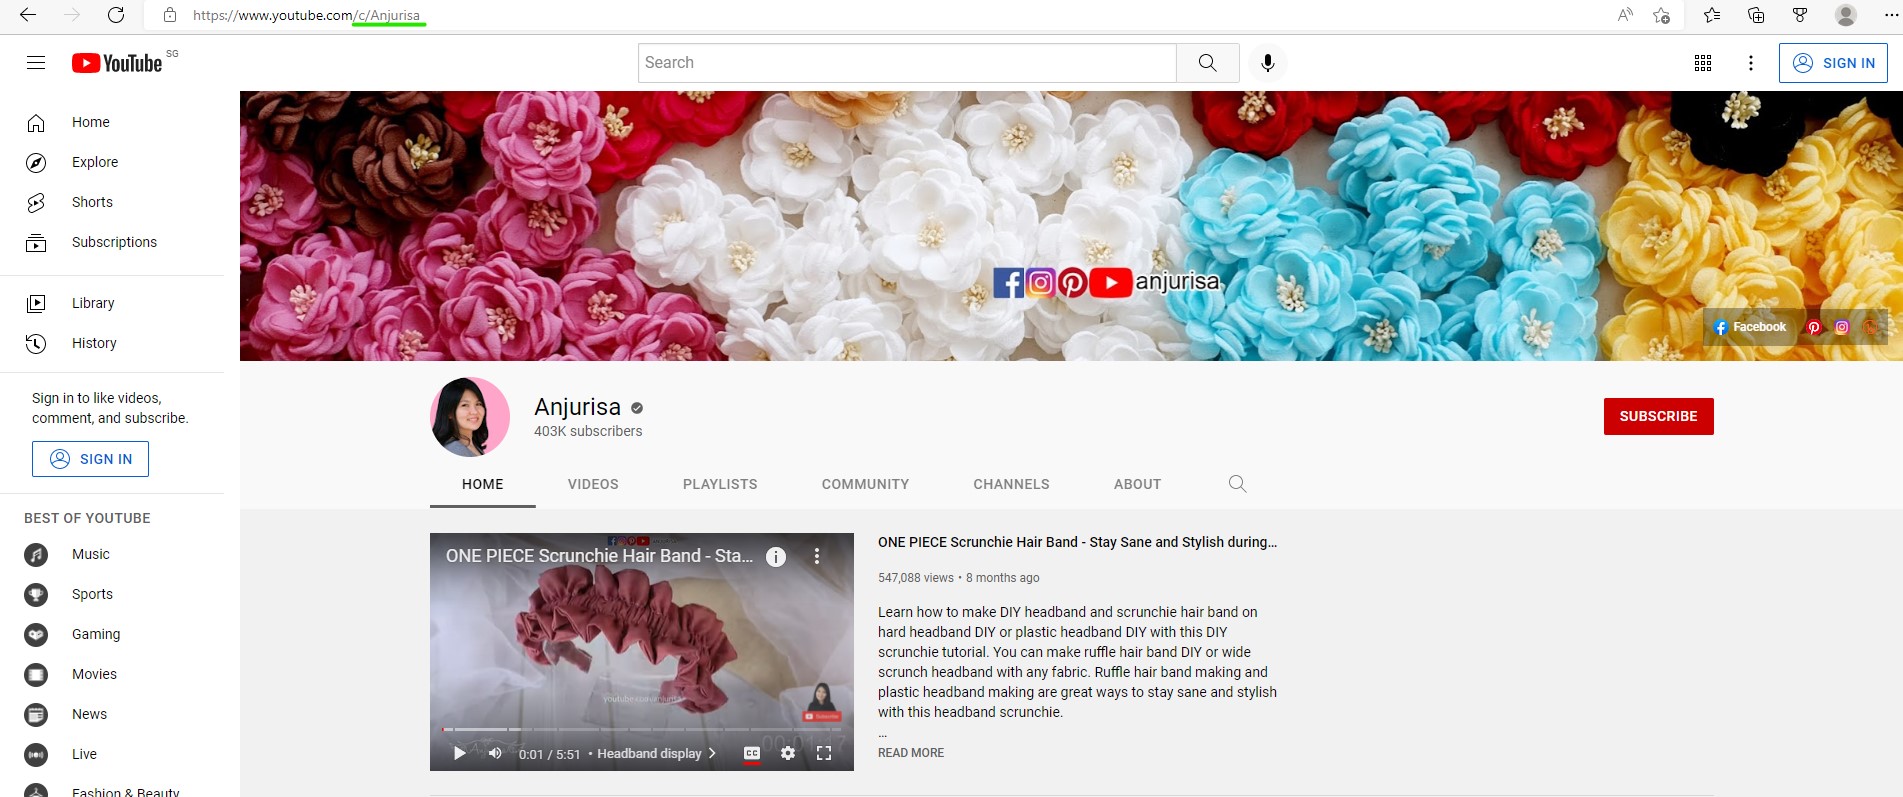 https://www.youtube.com/c/Anjurisa
YouTube SG
Search
SIGN IN
Home
Explore
Shorts
Subscriptions
Library
History
Sign in to like videos,
comment, and subscribe.
SIGN IN
BEST OF YOUTUBE
Music
Sports
Gaming
Movies
News
Live
Fashion & Beauty
anjurisa
Facebook
Anjurisa
403K subscribers
SUBSCRIBE
HOME VIDEOS PLAYLISTS COMMUNITY CHANNELS ABOUT
ONE PIECE Scrunchie Hair Band - Sta...
0:01 / 5:51 • Headband display
CC
ONE PIECE Scrunchie Hair Band - Stay Sane and Stylish during...
547,088 views • 8 months ago
Learn how to make DIY headband and scrunchie hair band on
hard headband DIY or plastic headband DIY with this DIY
scrunchie tutorial. You can make ruffle hair band DIY or wide
scrunch headband with any fabric. Ruffle hair band making and
plastic headband making are great ways to stay sane and stylish
with this headband scrunchie.
...
READ MORE